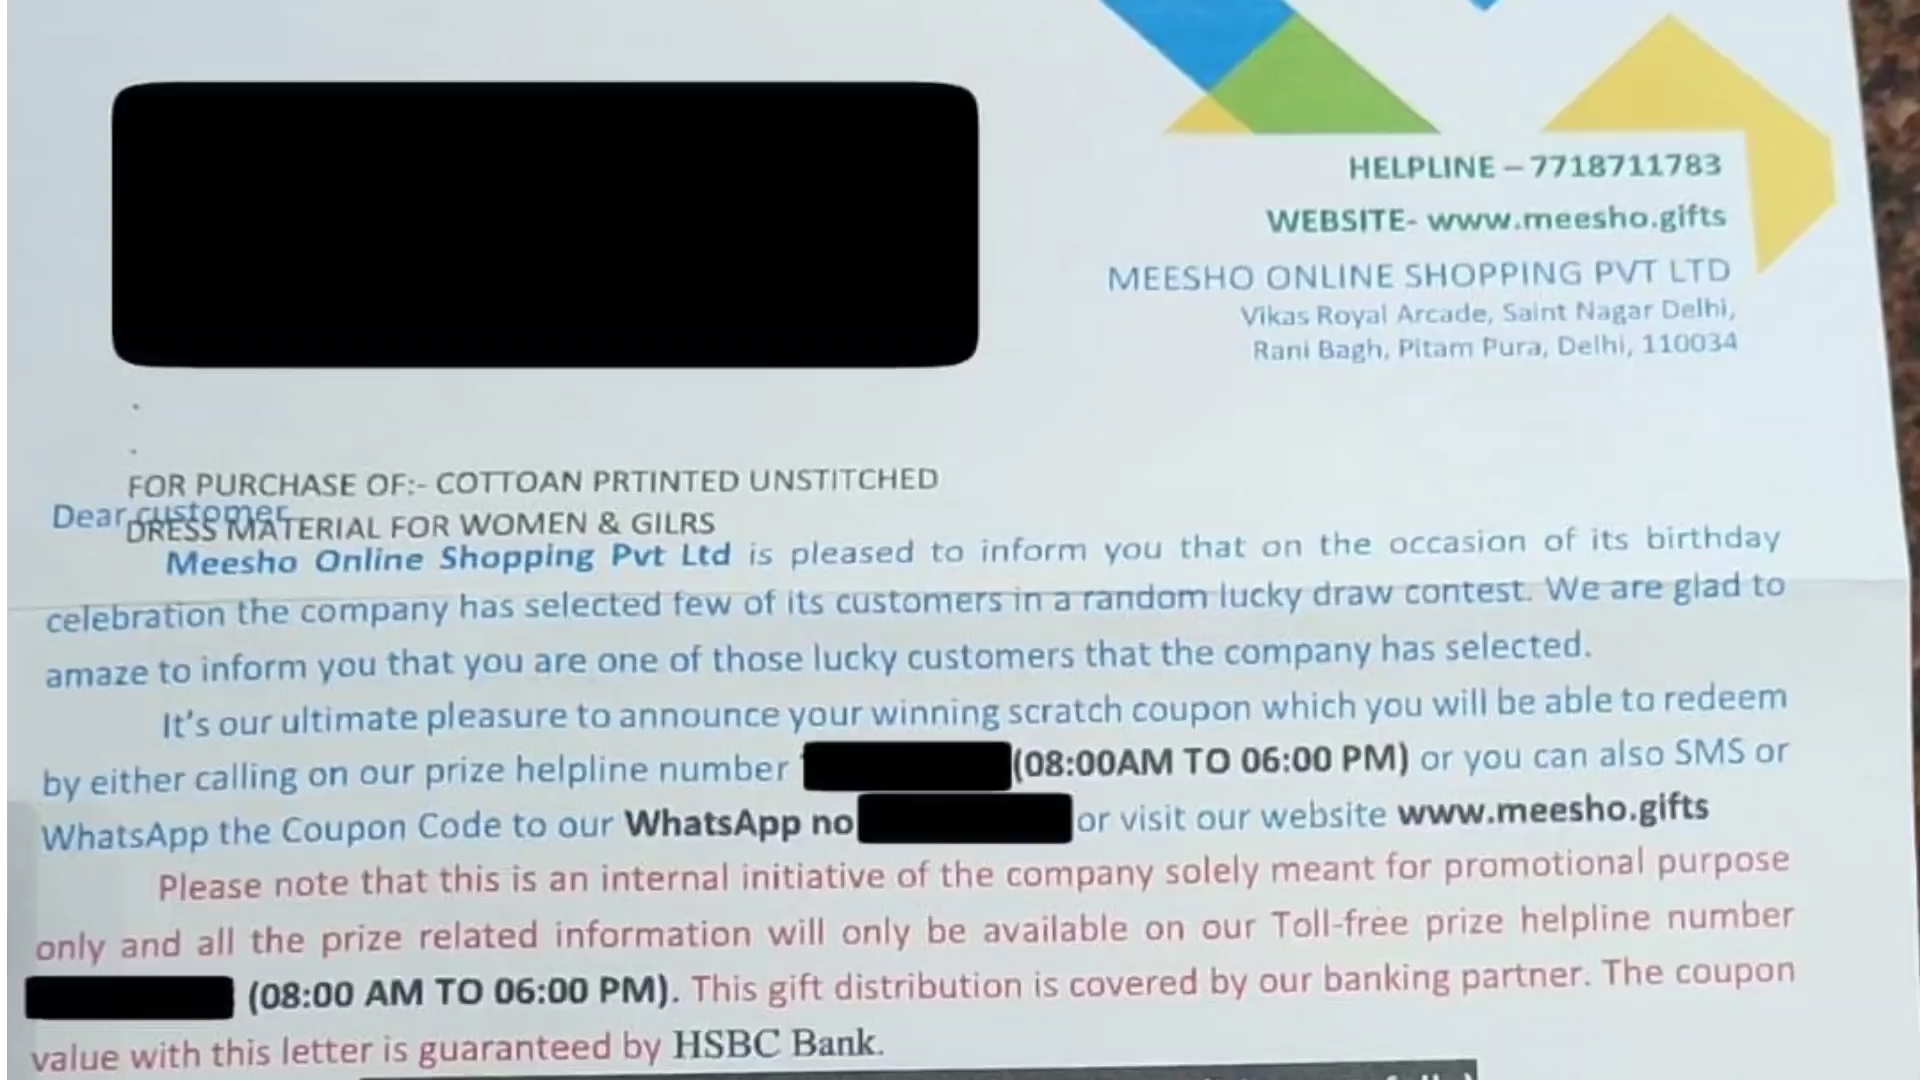 HELPLINE – 7718711783
WEBSITE- www.meesho.gifts
MEESHO ONLINE SHOPPING PVT LTD
Vikas Royal Arcade, Saint Nagar Delhi,
Rani Bagh, Pitam Pura, Delhi, 110034
FOR PURCHASE OF:- COTTOAN PRTINTED UNSTITCHED
Dear customer
DRESS MATERIAL FOR WOMEN & GILRS
Meesho Online Shopping Pvt Ltd is pleased to inform you that on the occasion of its birthday
celebration the company has selected few of its customers in a random lucky draw contest. We are glad to
amaze to inform you that you are one of those lucky customers that the company has selected.
It's our ultimate pleasure to announce your winning scratch coupon which you will be able to redeem
by either calling on our prize helpline number (08:00AM TO 06:00 PM) or you can also SMS or
WhatsApp the Coupon Code to our WhatsApp no or visit our website www.meesho.gifts
Please note that this is an internal initiative of the company solely meant for promotional purpose
only and all the prize related information will only be available on our Toll-free prize helpline number
(08:00 AM TO 06:00 PM). This gift distribution is covered by our banking partner. The coupon
value with this letter is guaranteed by HSBC Bank.